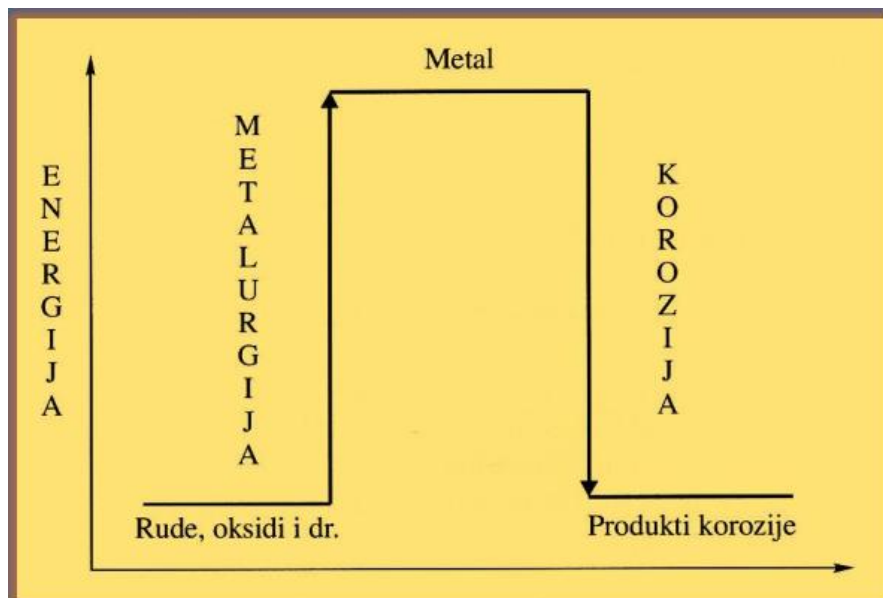 Metal
ENERGIJA
METALURGIJA
KOROZIJA
Rude, oksidi i dr.
Produkti korozije